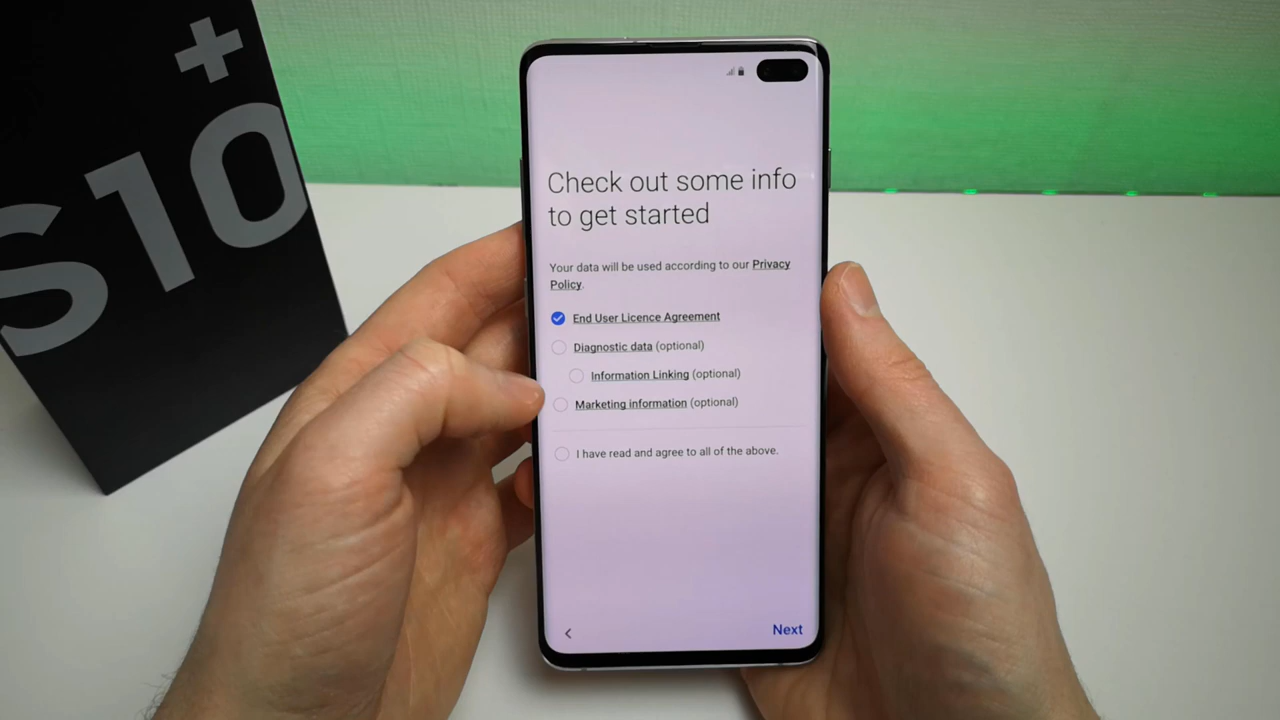 +
S10
Check out some info
to get started
Your data will be used according to our Privacy
Policy.
End User Licence Agreement
Diagnostic data (optional)
Information Linking (optional)
Marketing information (optional)
I have read and agree to all of the above.
Next